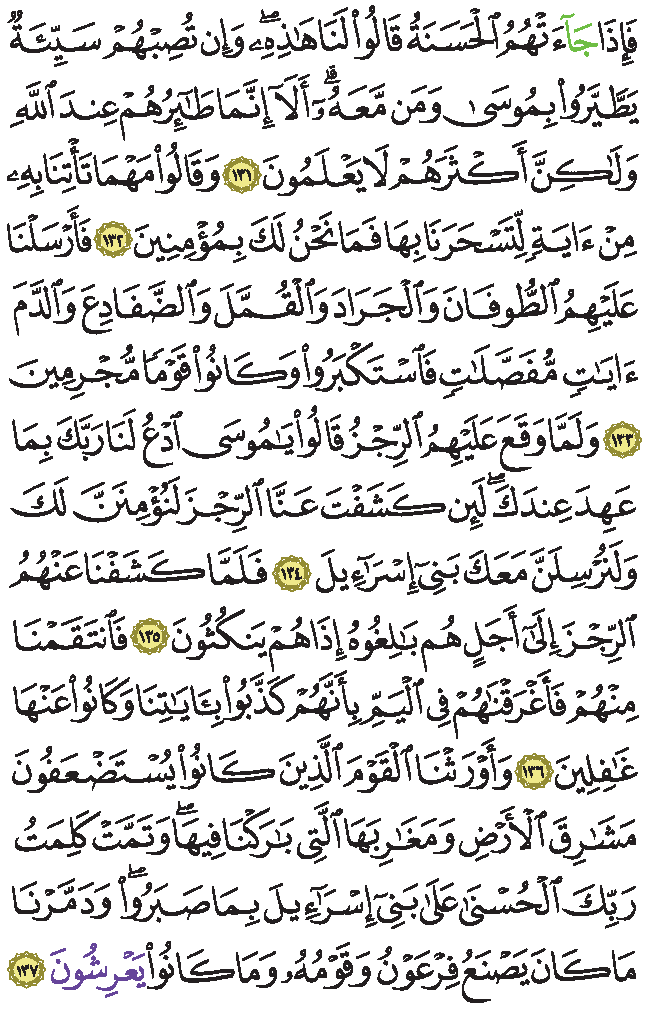 فَإِذَا جَآءَتْهُمُ ٱلْحَسَنَةُ قَالُوا۟ لَنَا هَـٰذِهِۦ ۖ وَإِن تُصِبْهُمْ سَيِّئَةٌۭ
يَطَّيَّرُوا۟ بِمُوسَىٰ وَمَن مَّعَهُۥٓ ۗ أَلَآ إِنَّمَا طَـٰٓئِرُهُمْ عِندَ ٱللَّهِ
وَلَـٰكِنَّ أَكْثَرَهُمْ لَا يَعْلَمُونَ ١٣١ وَقَالُوا۟ مَهْمَا تَأْتِنَا بِهِۦ
مِنْ ءَايَةٍۢ لِّتَسْحَرَنَا بِهَا فَمَا نَحْنُ لَكَ بِمُؤْمِنِينَ ١٣٢ فَأَرْسَلْنَا
عَلَيْهِمُ ٱلطُّوفَانَ وَٱلْجَرَادَ وَٱلْقُمَّلَ وَٱلضَّفَادِعَ وَٱلدَّمَ
ءَايَـٰتٍۢ مُّفَصَّلَـٰتٍۢ فَٱسْتَكْبَرُوا۟ وَكَانُوا۟ قَوْمًۭا مُّجْرِمِينَ
١٣٣ وَلَمَّا وَقَعَ عَلَيْهِمُ ٱلرِّجْزُ قَالُوا۟ يَـٰمُوسَى ٱدْعُ لَنَا رَبَّكَ بِمَا
عَهِدَ عِندَكَ ۖ لَئِن كَشَفْتَ عَنَّا ٱلرِّجْزَ لَنُؤْمِنَنَّ لَكَ
وَلَنُرْسِلَنَّ مَعَكَ بَنِىٓ إِسْرَٰٓءِيلَ ١٣٤ فَلَمَّا كَشَفْنَا عَنْهُمُ
ٱلرِّجْزَ إِلَىٰٓ أَجَلٍ هُم بَـٰلِغُوهُ إِذَا هُمْ يَنكُثُونَ ١٣٥ فَٱنتَقَمْنَا
مِنْهُمْ فَأَغْرَقْنَـٰهُمْ فِى ٱلْيَمِّ بِأَنَّهُمْ كَذَّبُوا۟ بِـَٔايَـٰتِنَا وَكَانُوا۟ عَنْهَا
غَـٰفِلِينَ ١٣٦ وَأَوْرَثْنَا ٱلْقَوْمَ ٱلَّذِينَ كَانُوا۟ يُسْتَضْعَفُونَ
مَشَـٰرِقَ ٱلْأَرْضِ وَمَغَـٰرِبَهَا ٱلَّتِى بَـٰرَكْنَا فِيهَا ۖ وَتَمَّتْ كَلِمَتُ
رَبِّكَ ٱلْحُسْنَىٰ عَلَىٰ بَنِىٓ إِسْرَٰٓءِيلَ بِمَا صَبَرُوا۟ ۖ وَدَمَّرْنَا
مَا كَانَ يَصْنَعُ فِرْعَوْنُ وَقَوْمُهُۥ وَمَا كَانُوا۟ يَعْرِشُونَ ١٣٧